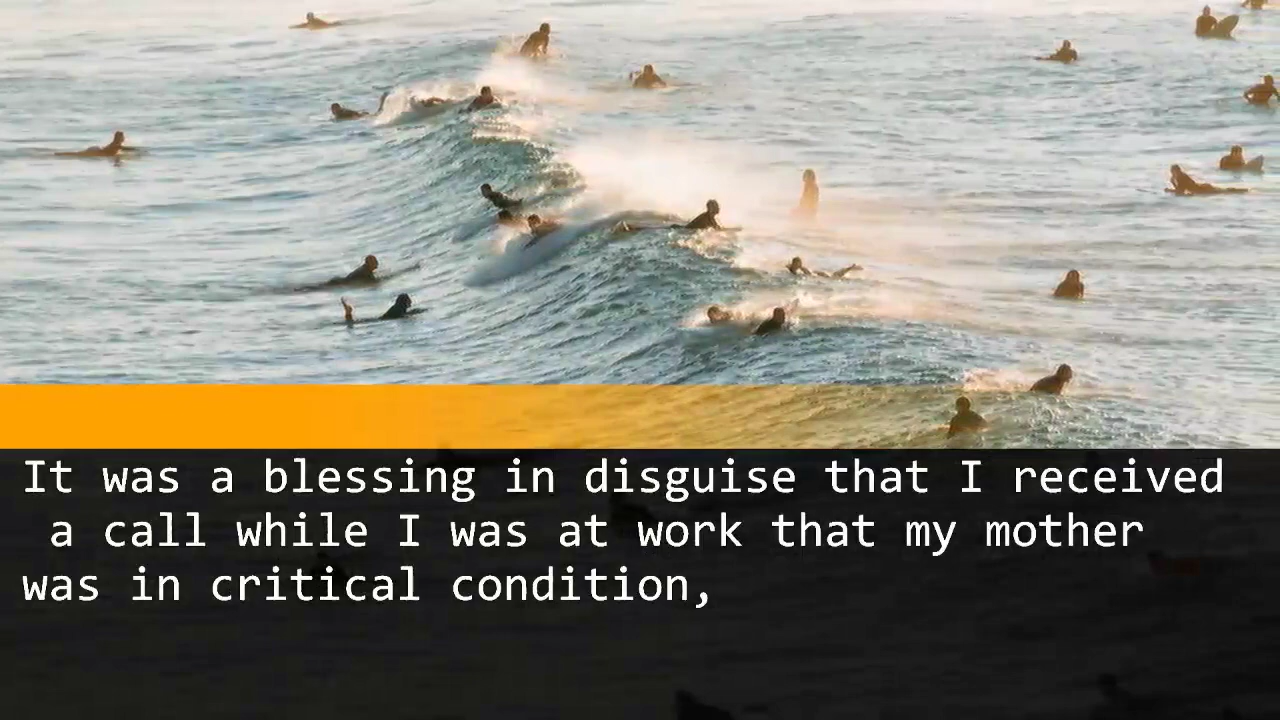 It was a blessing in disguise that I received
a call while I was at work that my mother
was in critical condition,